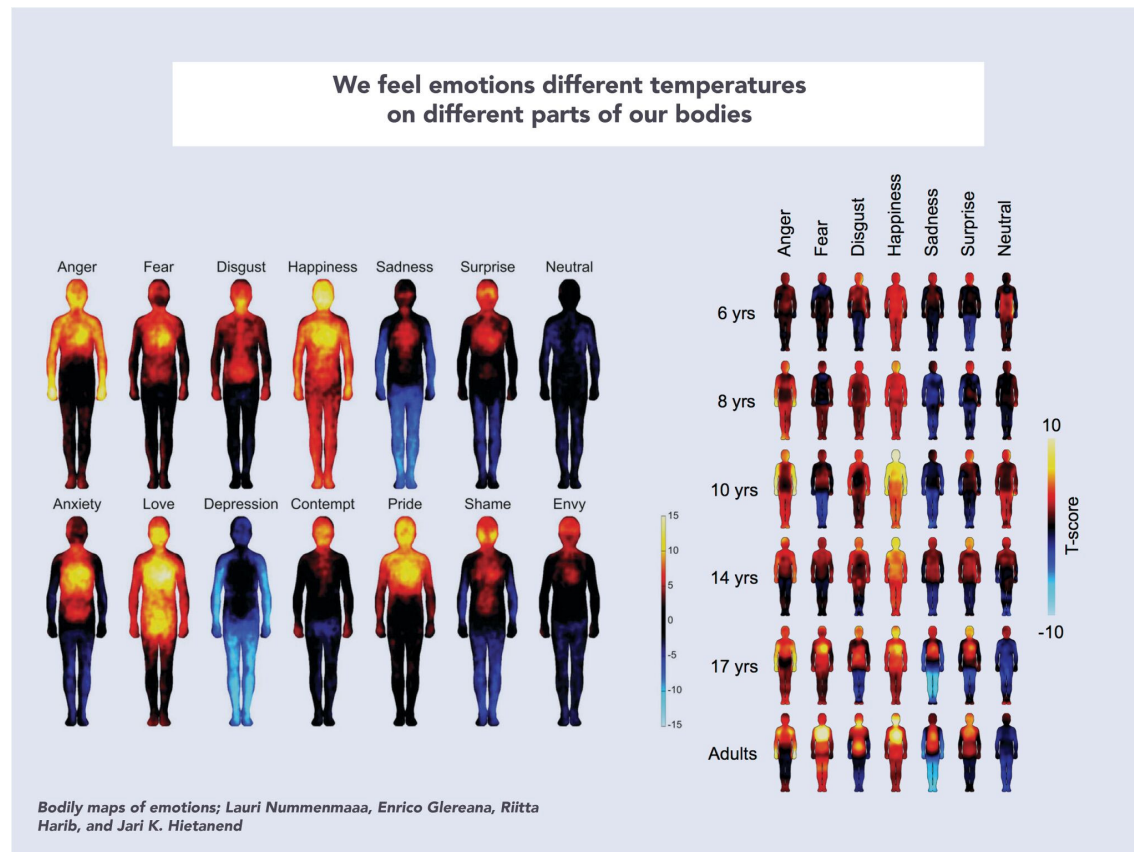 We feel emotions different temperatures
on different parts of our bodies
Anger Fear Disgust Happiness Sadness Surprise Neutral
Anxiety Love Depression Contempt Pride Shame Envy
15
10
5
0
-5
-10
-15
Anger Fear Disgust Happiness Sadness Surprise Neutral
6 yrs
8 yrs
10 yrs
14 yrs
17 yrs
Adults
10
T-score
-10
Bodily maps of emotions; Lauri Nummenmaaa, Enrico Glereana, Riitta
Harib, and Jari K. Hietanend